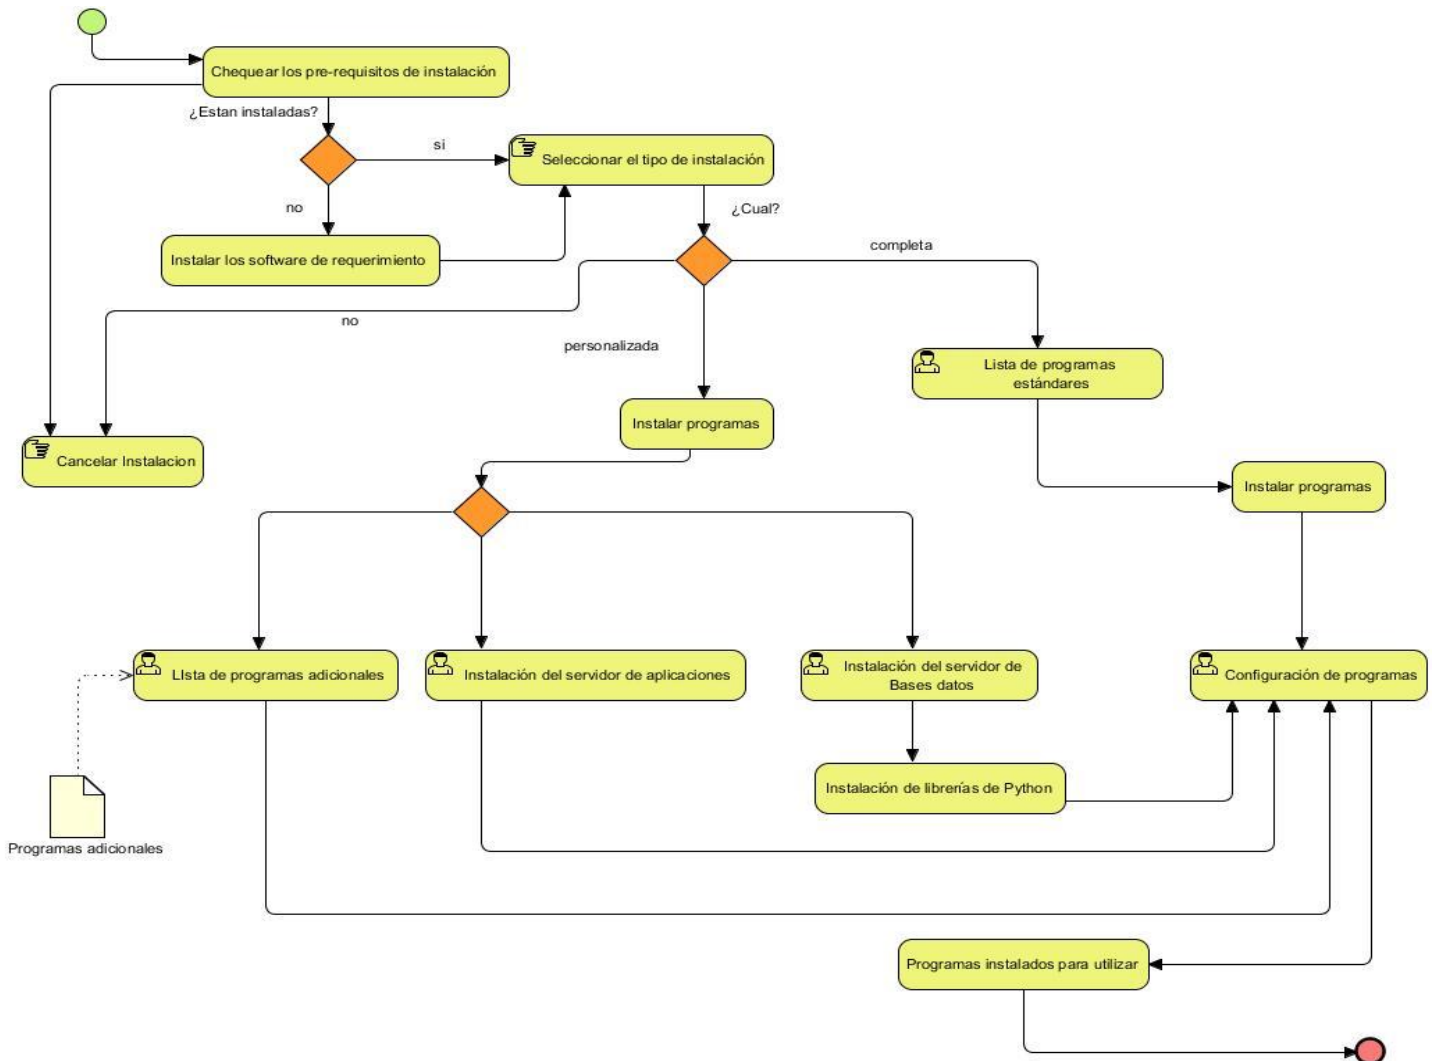 Chequear los pre-requisitos de instalación
¿Estan instaladas?
si
Seleccionar el tipo de instalación
no
¿Cual?
Instalar los software de requerimiento
completa
no
personalizada
Lista de programas
estándares
Instalar programas
Cancelar Instalacion
Instalar programas
LIsta de programas adicionales
Instalación del servidor de aplicaciones
Instalación del servidor de
Bases datos
Configuración de programas
Instalación de librerías de Python
Programas adicionales
Programas instalados para utilizar